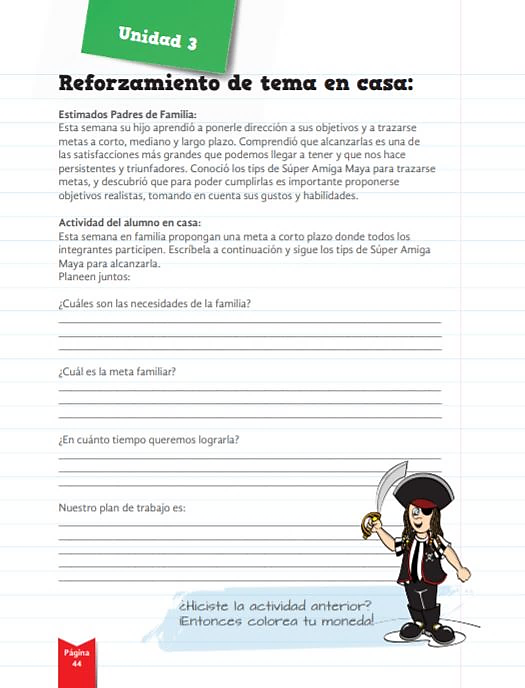 Unidad 3
Reforzamiento de tema en casa:
Estimados Padres de Familia:
Esta semana su hijo aprendió a ponerle dirección a sus objetivos y a trazarse
metas a corto, mediano y largo plazo. Comprendió que alcanzarlas es una de
las satisfacciones más grandes que podemos llegar a tener y que nos hace
persistentes y triunfadores. Conoció los tips de Súper Amiga Maya para trazarse
metas, y descubrió que para poder cumplirlas es importante proponerse
objetivos realistas, tomando en cuenta sus gustos y habilidades.
Actividad del alumno en casa:
Esta semana en familia propongan una meta a corto plazo donde todos los
integrantes participen. Escríbela a continuación y sigue los tips de Súper Amiga
Maya para alcanzarla.
Planeen juntos:
¿Cuáles son las necesidades de la familia?
¿Cuál es la meta familiar?
¿En cuánto tiempo queremos lograrla?
Nuestro plan de trabajo es:
¿Hiciste la actividad anterior?
¡Entonces colorea tu moneda!
Página
44